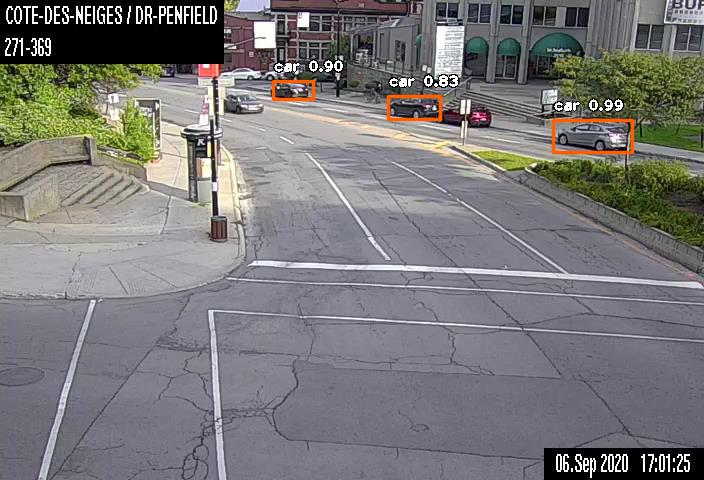 COTE-DES-NEIGES / DR-PENFIELD
271-369
car 0.90
car 0.83
car 0.99
BUF
06.Sep 2020 17:01:25